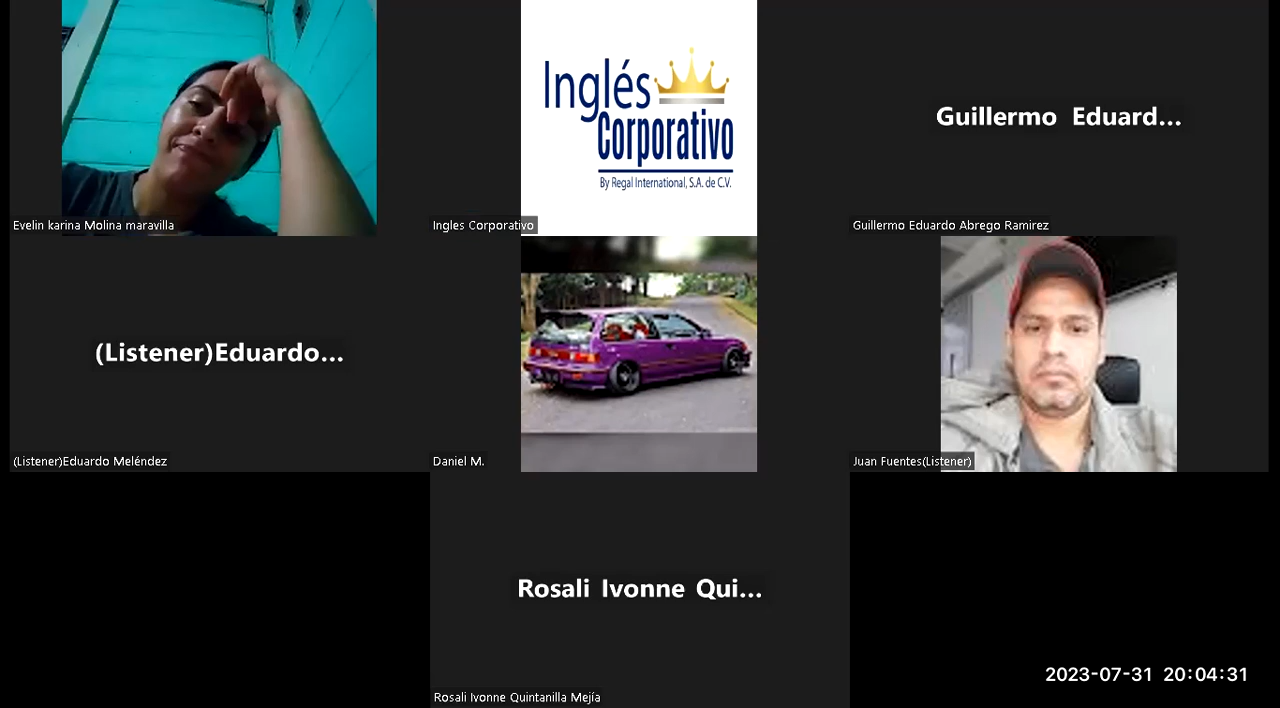 Inglés
Corporativo
By Regal International, S.A. de C.V.
Guillermo Eduard...
Evelin karina Molina maravilla
Ingles Corporativo
Guillermo Eduardo Abrego Ramirez
(Listener)Eduardo...
(Listener)Eduardo Meléndez
Daniel M.
Juan Fuentes(Listener)
Rosali Ivonne Qui...
2023-07-31 20:04:31
Rosali Ivonne Quintanilla Mejía